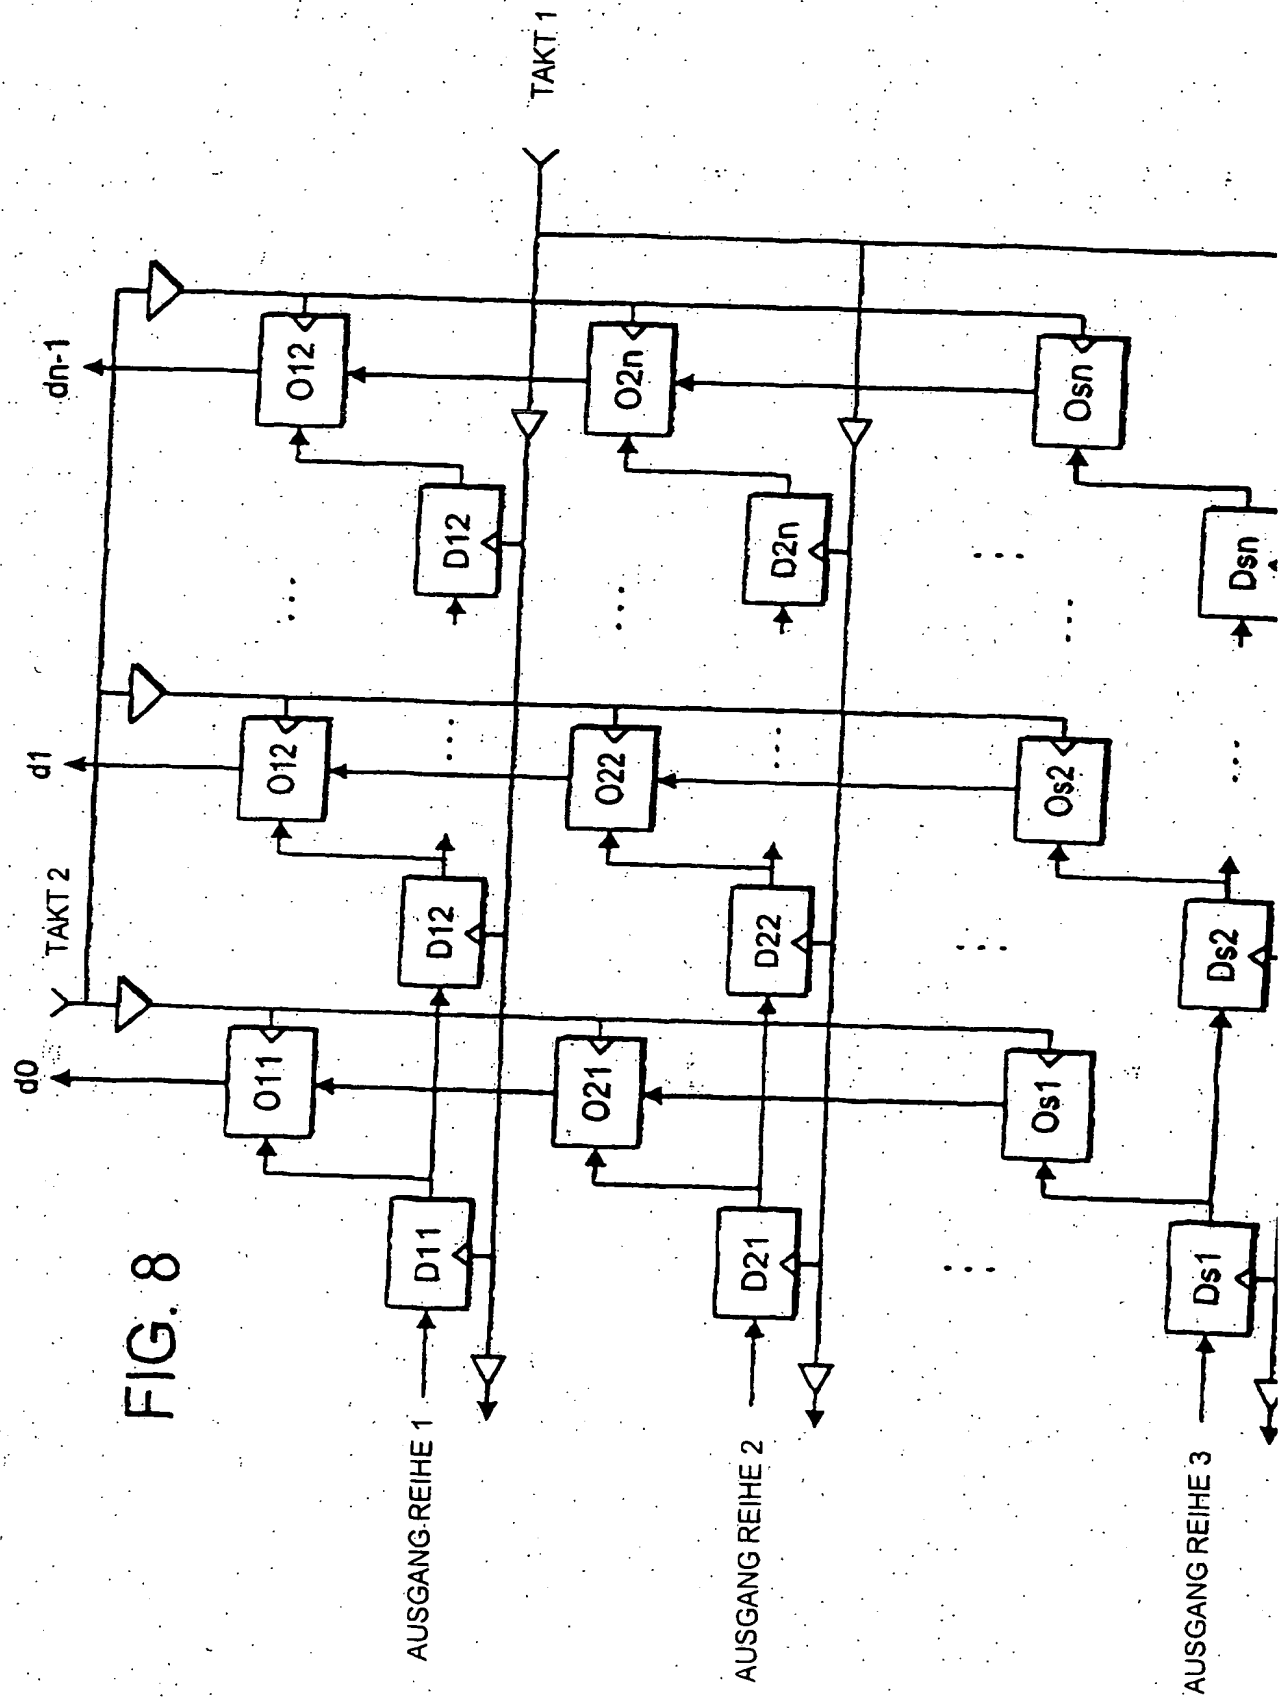 FIG. 8
d0
TAKT 2
d1
dn-1
O11
O12
O12
AUSGANG REIHE 1
D11
D12
. . .
D12
. . .
TAKT 1
O21
O22
O2n
AUSGANG REIHE 2
D21
D22
. . .
D2n
. . .
. . . .
. . . .
. . . .
Os1
Os2
. . .
Osn
AUSGANG REIHE 3
Ds1
Ds2
. . .
Dsn